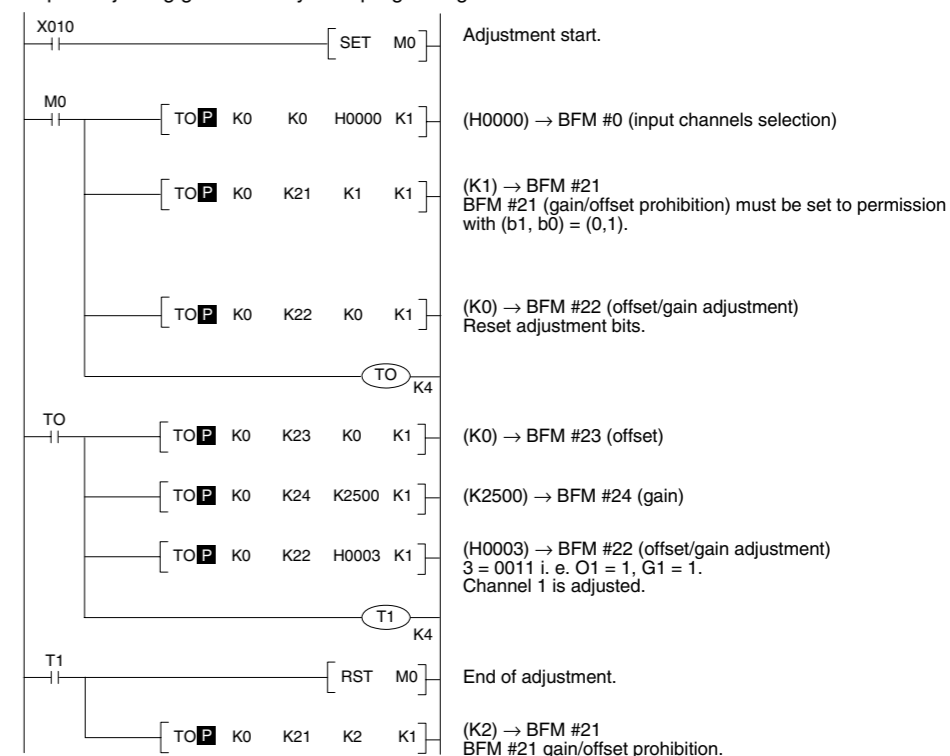 X010
SET M0
Adjustment start.
M0
TO P K0 K0 H0000 K1
(H0000) → BFM #0 (input channels selection)
TO P K0 K21 K1 K1
(K1) → BFM #21
BFM #21 (gain/offset prohibition) must be set to permission
with (b1, b0) = (0,1).
TO P K0 K22 K0 K1
(K0) → BFM #22 (offset/gain adjustment)
Reset adjustment bits.
TO
K4
TO
TO P K0 K23 K0 K1
(K0) → BFM #23 (offset)
TO P K0 K24 K2500 K1
(K2500) → BFM #24 (gain)
TO P K0 K22 H0003 K1
(H0003) → BFM #22 (offset/gain adjustment)
3 = 0011 i. e. O1 = 1, G1 = 1.
Channel 1 is adjusted.
T1
K4
T1
RST M0
End of adjustment.
TO P K0 K21 K2 K1
(K2) → BFM #21
BFM #21 gain/offset prohibition.